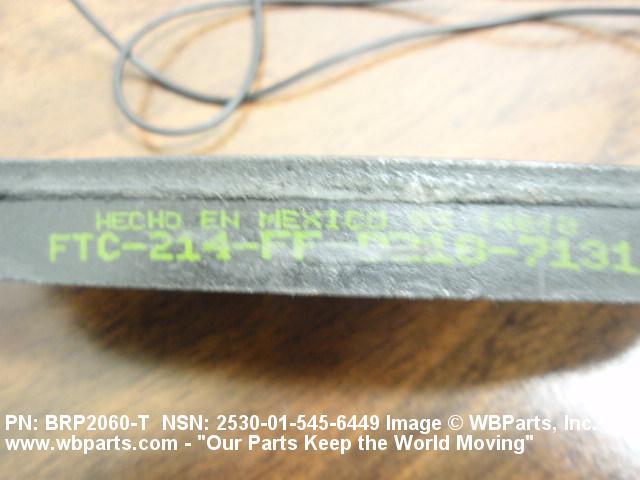 HECHO EN MEXICO
FTC-214-FF 7131
PN: BRP2060-T NSN: 2530-01-545-6449 Image © WBParts, Inc.
www.wbparts.com - "Our Parts Keep the World Moving"